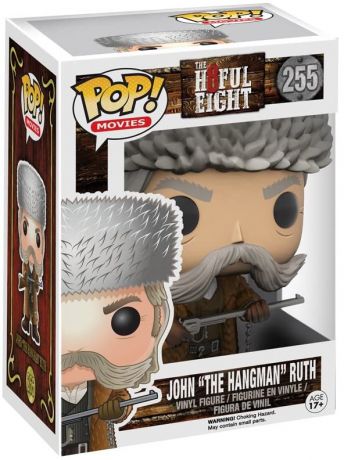 POP!
MOVIES
THE
H8FUL
EIGHT
255
JOHN "THE HANGMAN" RUTH
VINYL FIGURE / FIGURINE EN VINYLE /
FIGURA DE VINIL
WARNING: Choking Hazard.
May contain small parts.
AGE
17+